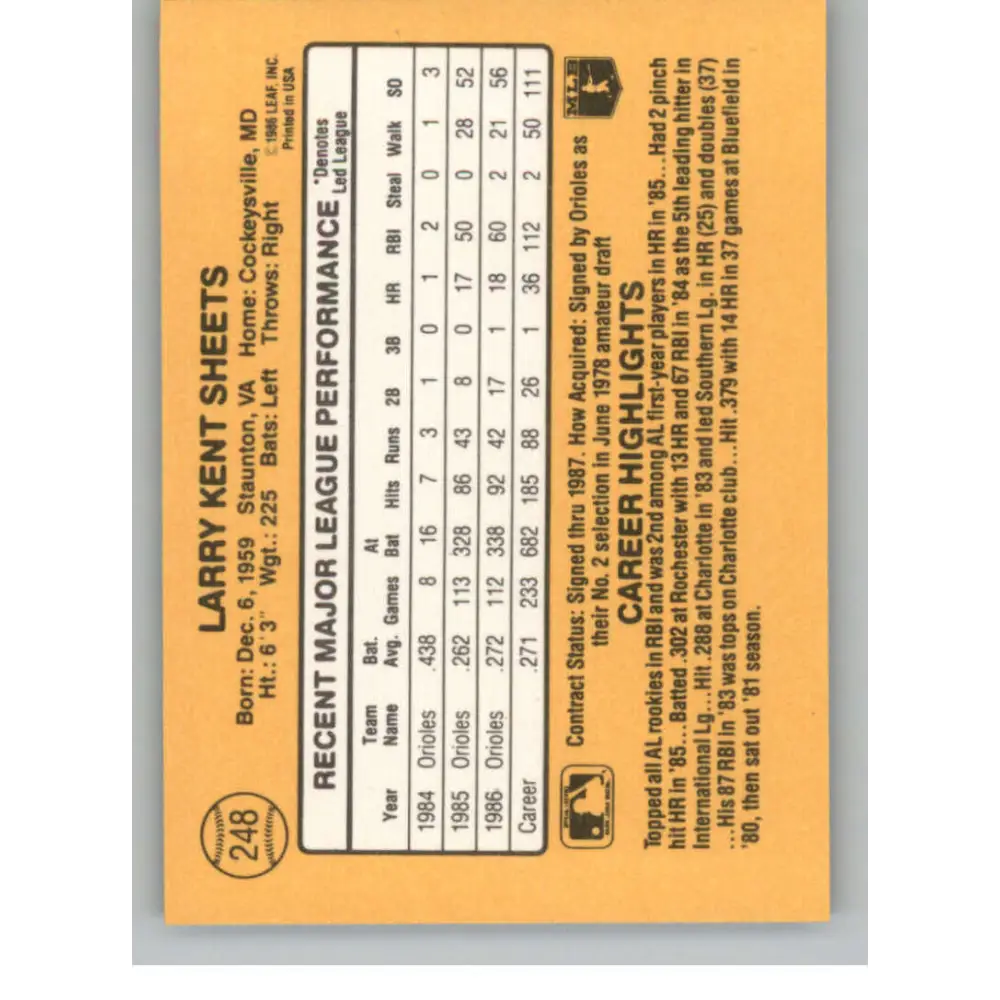 248
LARRY KENT SHEETS
Born: Dec. 6, 1959 Staunton, VA Home: Cockeysville, MD
Ht.: 6'3" Wgt.: 225 Bats: Left Throws: Right
© 1986 LEAF, INC.
Printed in USA
RECENT MAJOR LEAGUE PERFORMANCE
*Denotes
Led League
Year Team Name Bat. Avg. Games At Bat Hits Runs 2B 3B HR RBI Steal Walk SO
1984 Orioles .438 8 16 7 3 1 0 1 2 0 1 3
1985 Orioles .262 113 328 86 43 8 0 17 50 0 28 52
1986 Orioles .272 112 338 92 42 17 1 18 60 2 21 56
Career .271 233 682 185 88 26 1 36 112 2 50 111
Contract Status: Signed thru 1987. How Acquired: Signed by Orioles as
their No. 2 selection in June 1978 amateur draft
MLB
CAREER HIGHLIGHTS
Topped all AL rookies in RBI and was 2nd among AL first-year players in HR in '85...Had 2 pinch
hit HR in '85...Batted .302 at Rochester with 13 HR and 67 RBI in '84 as the 5th leading hitter in
International Lg...Hit .288 at Charlotte in '83 and led Southern Lg. in HR (25) and doubles (37)
...His 87 RBI in '83 was tops on Charlotte club...Hit .379 with 14 HR in 37 games at Bluefield in
'80, then sat out '81 season.